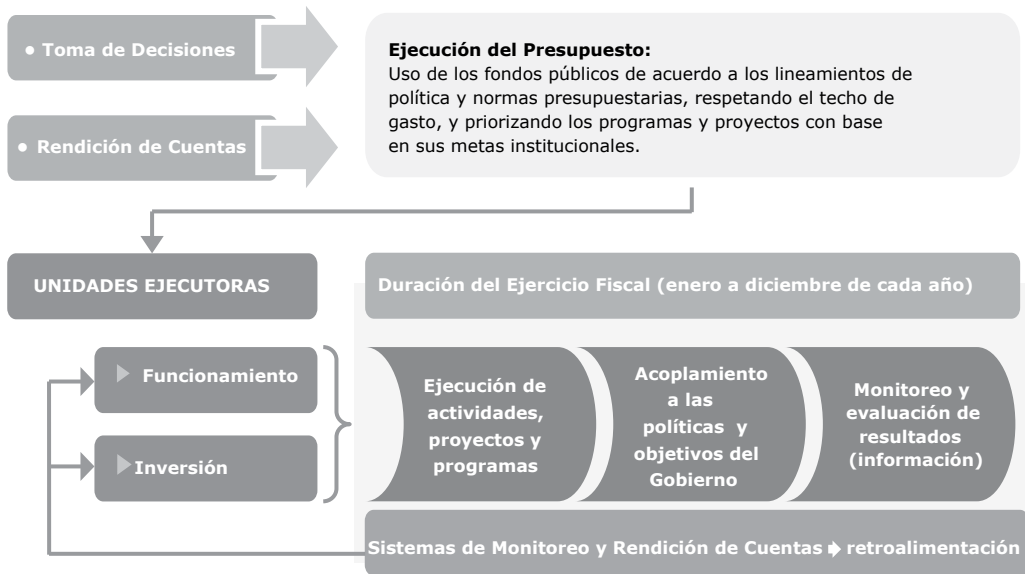 • Toma de Decisiones
• Rendición de Cuentas
Ejecución del Presupuesto:
Uso de los fondos públicos de acuerdo a los lineamientos de
política y normas presupuestarias, respetando el techo de
gasto, y priorizando los programas y proyectos con base
en sus metas institucionales.
UNIDADES EJECUTORAS
Funcionamiento
Inversión
Duración del Ejercicio Fiscal (enero a diciembre de cada año)
Ejecución de
actividades,
proyectos y
programas
Acoplamiento
a las
políticas y
objetivos del
Gobierno
Monitoreo y
evaluación de
resultados
(información)
Sistemas de Monitoreo y Rendición de Cuentas ➧ retroalimentación